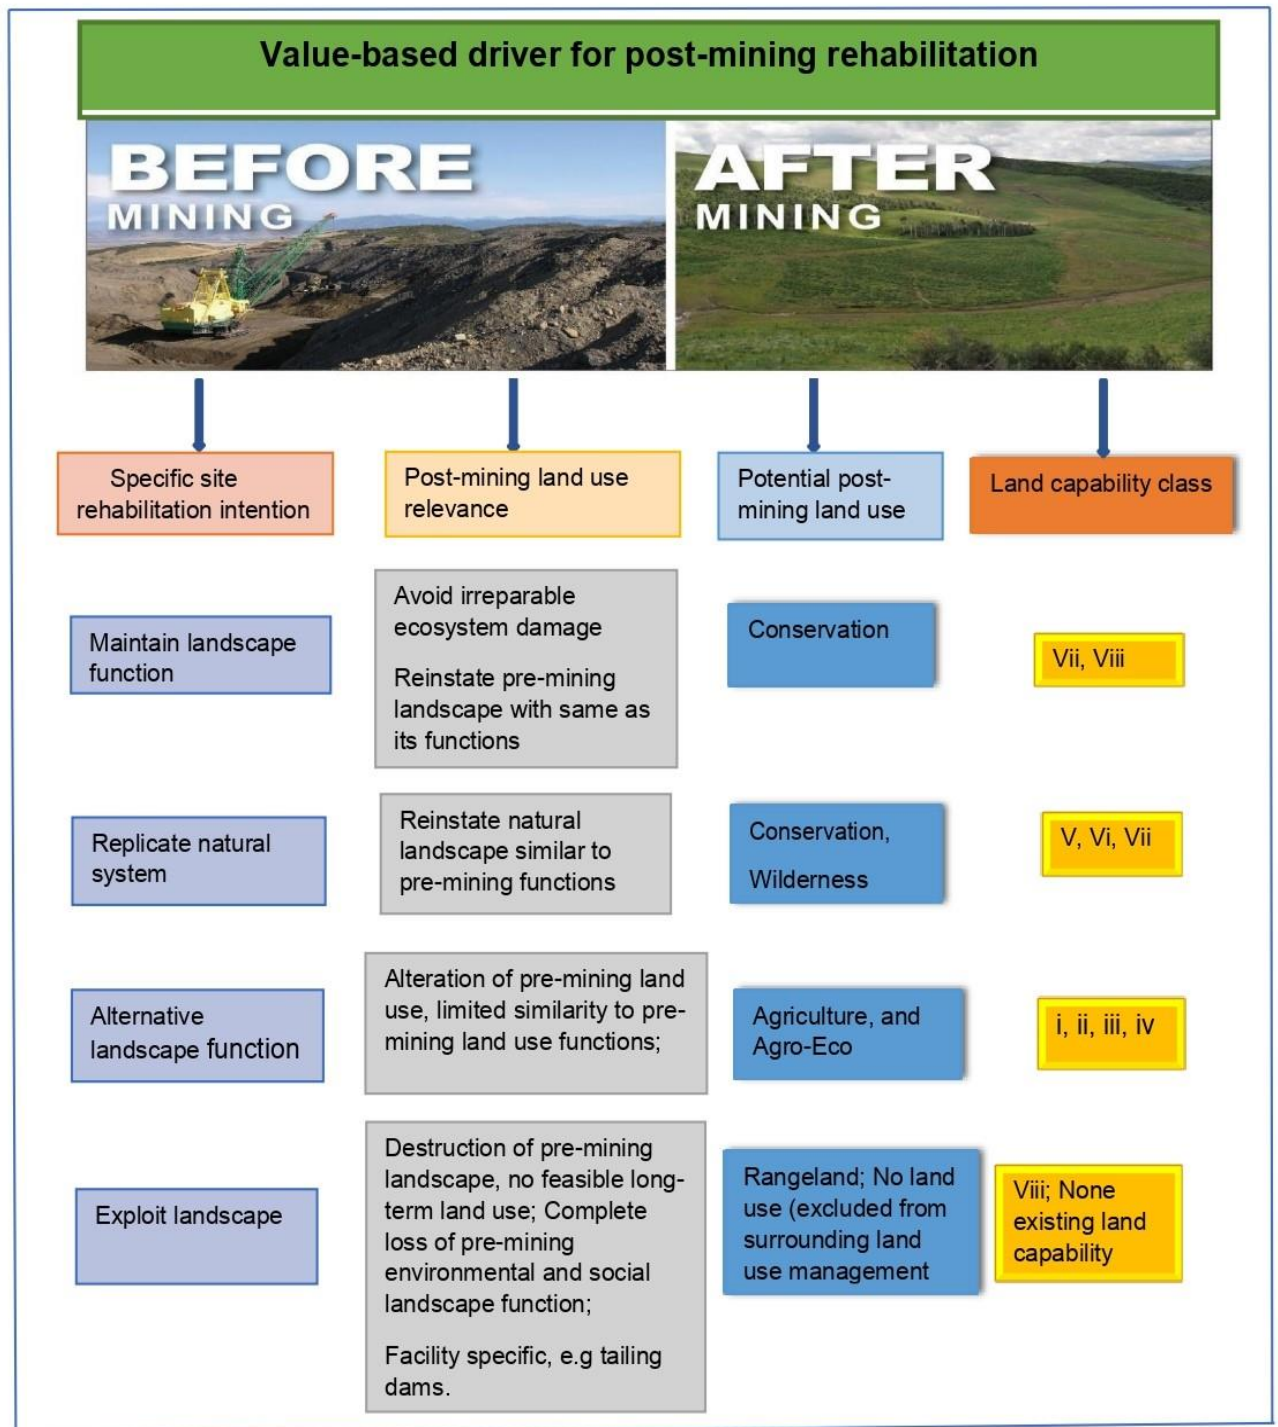 Value-based driver for post-mining rehabilitation
BEFORE
MINING
AFTER
MINING
Specific site
rehabilitation intention
Post-mining land use
relevance
Potential post-
mining land use
Land capability class
Maintain landscape
function
Avoid irreparable
ecosystem damage
Reinstate pre-mining
landscape with same as
its functions
Conservation
Vii, Viii
Replicate natural
system
Reinstate natural
landscape similar to
pre-mining functions
Conservation,
Wilderness
V, Vi, Vii
Alternative
landscape function
Alteration of pre-mining land
use, limited similarity to pre-
mining land use functions;
Agriculture, and
Agro-Eco
i, ii, iii, iv
Exploit landscape
Destruction of pre-mining
landscape, no feasible long-
term land use; Complete
loss of pre-mining
environmental and social
landscape function;
Facility specific, e.g tailing
dams.
Rangeland; No land
use (excluded from
surrounding land
use management
Viii; None
existing land
capability